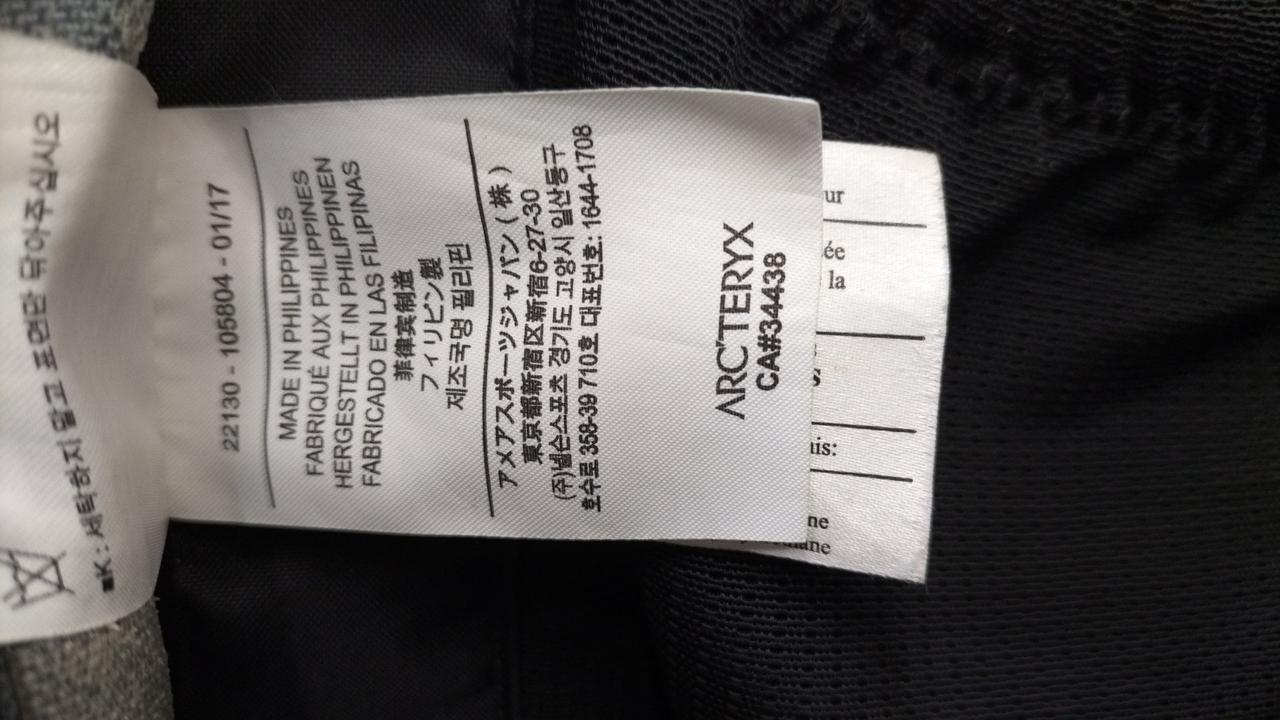 ■K : 세탁하지 말고 표면만 닦아주십시오
22130 - 105804 - 01/17
MADE IN PHILIPPINES
FABRIQUÉ AUX PHILIPPINES
HERGESTELLT IN PHILIPPINEN
FABRICADO EN LAS FILIPINAS
菲律宾制造
フィリピン製
제조국명 필리핀
アメアスポーツジャパン ( 株 )
東京都新宿区新宿6-27-30
(주)넬슨스포츠 경기도 고양시 일산동구
호수로 358-39 710호 대표번호: 1644-1708
ARC'TERYX
CA#34438
ur
ée
la
s
is:
ne
ane